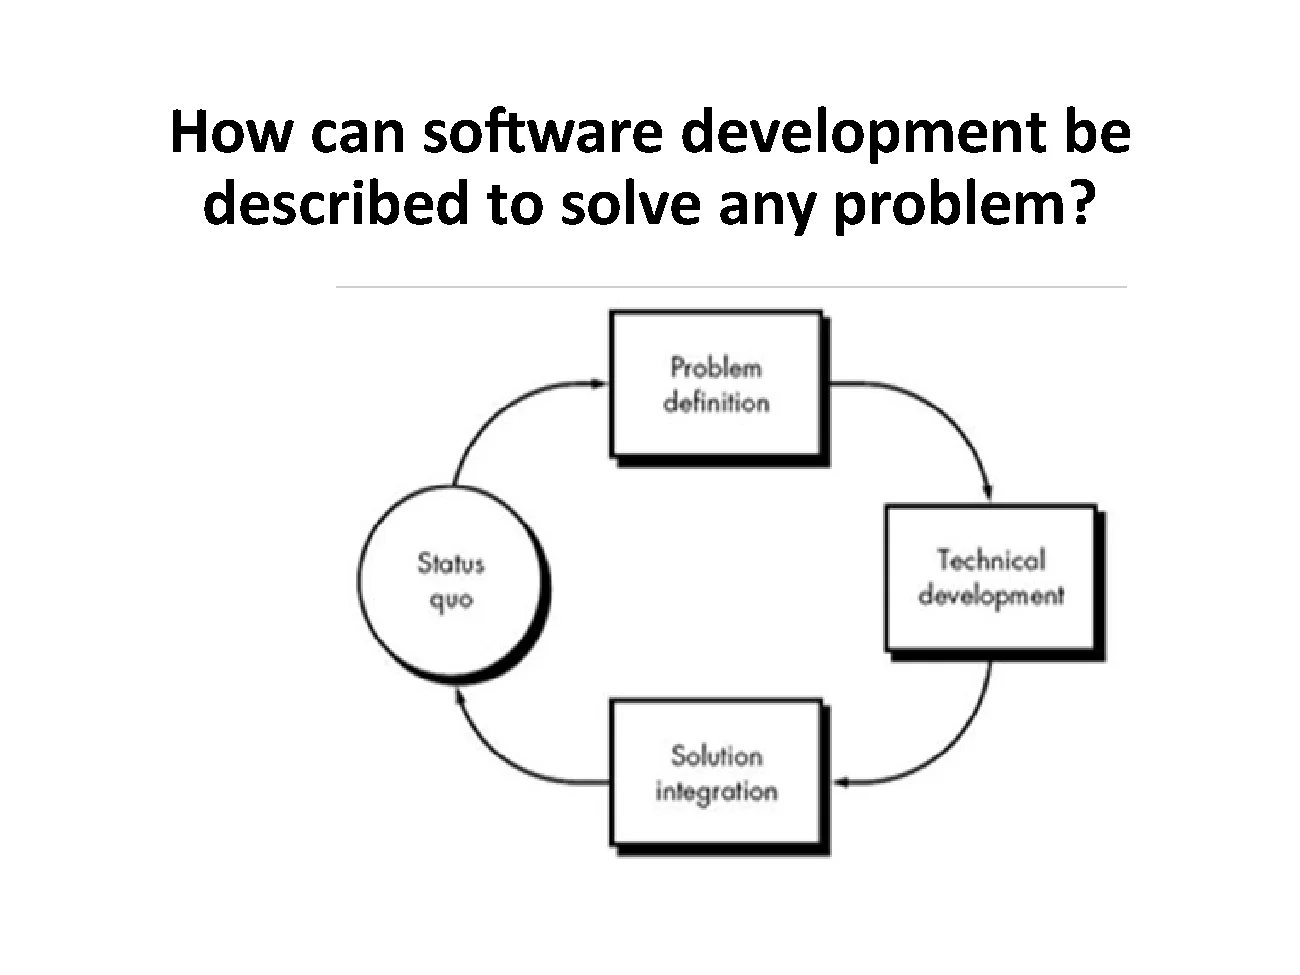 How can software development be
described to solve any problem?
Problem
definition
Status
quo
Technical
development
Solution
integration